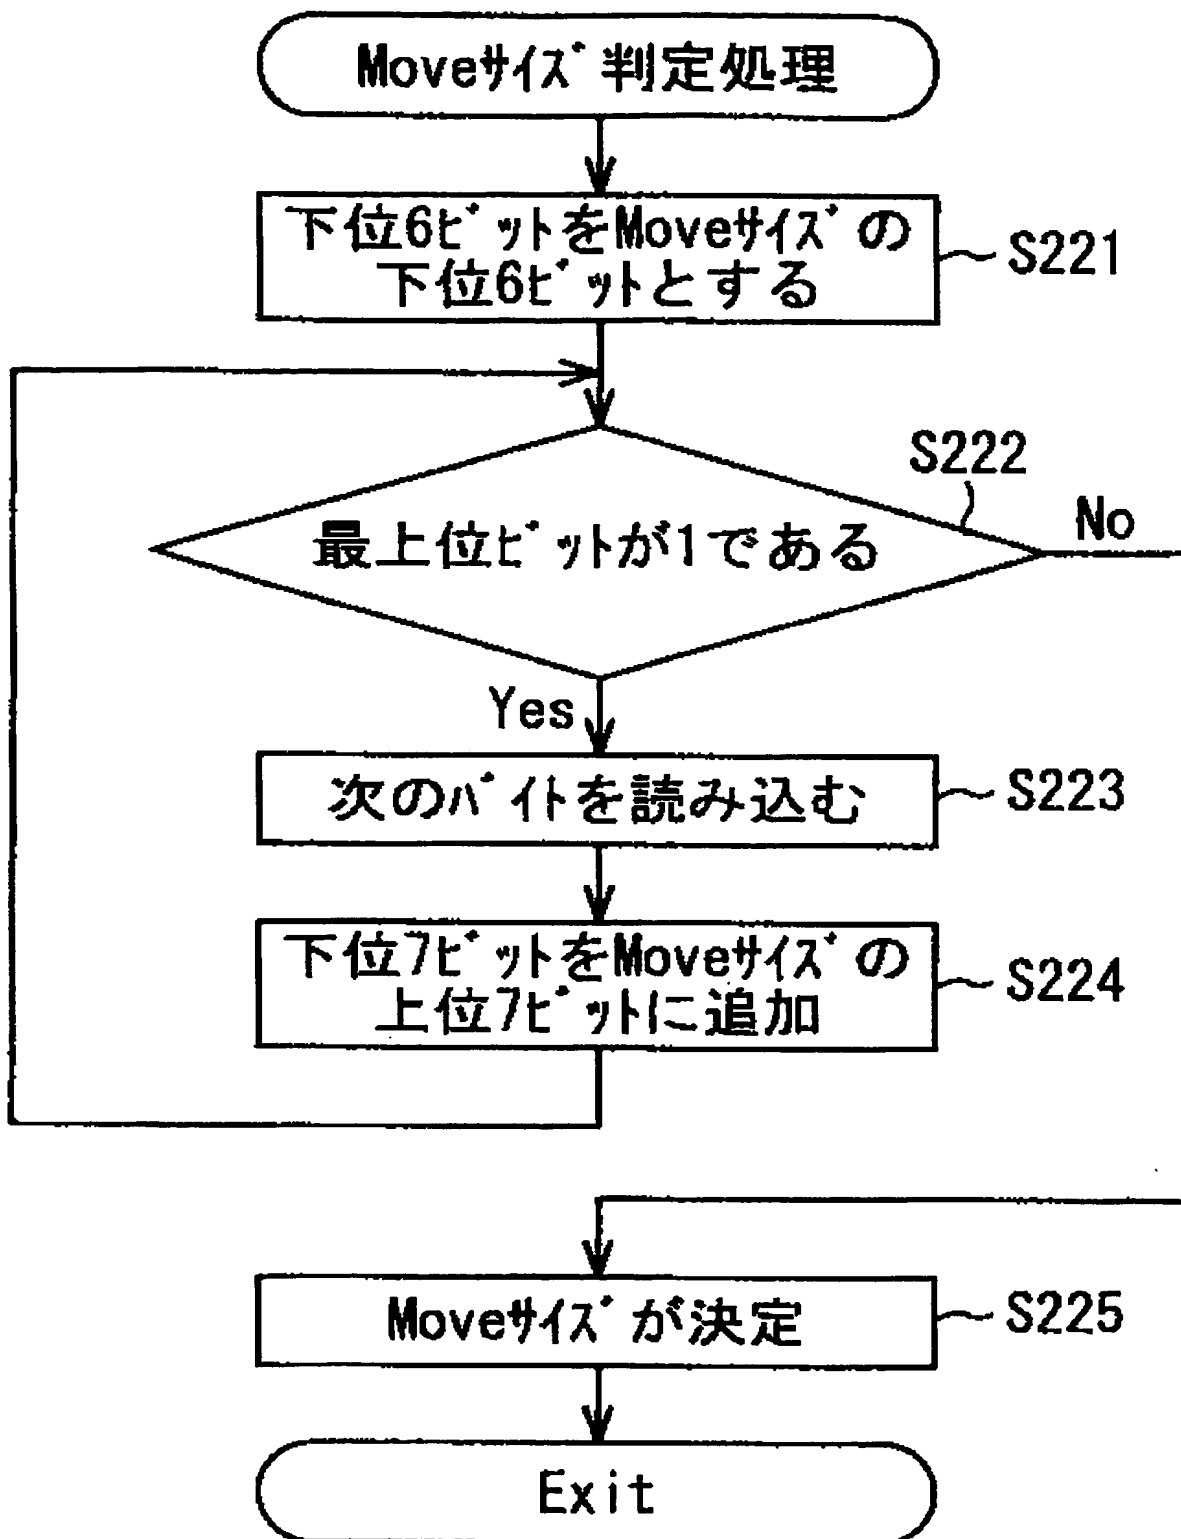 Moveｻｲｽﾞ判定処理
下位6ﾋﾞｯﾄをMoveｻｲｽﾞの
下位6ﾋﾞｯﾄとする
S221
S222
最上位ﾋﾞｯﾄが1である
No
Yes
次のﾊﾞｲﾄを読み込む
S223
下位7ﾋﾞｯﾄをMoveｻｲｽﾞの
上位7ﾋﾞｯﾄに追加
S224
Moveｻｲｽﾞが決定
S225
Exit